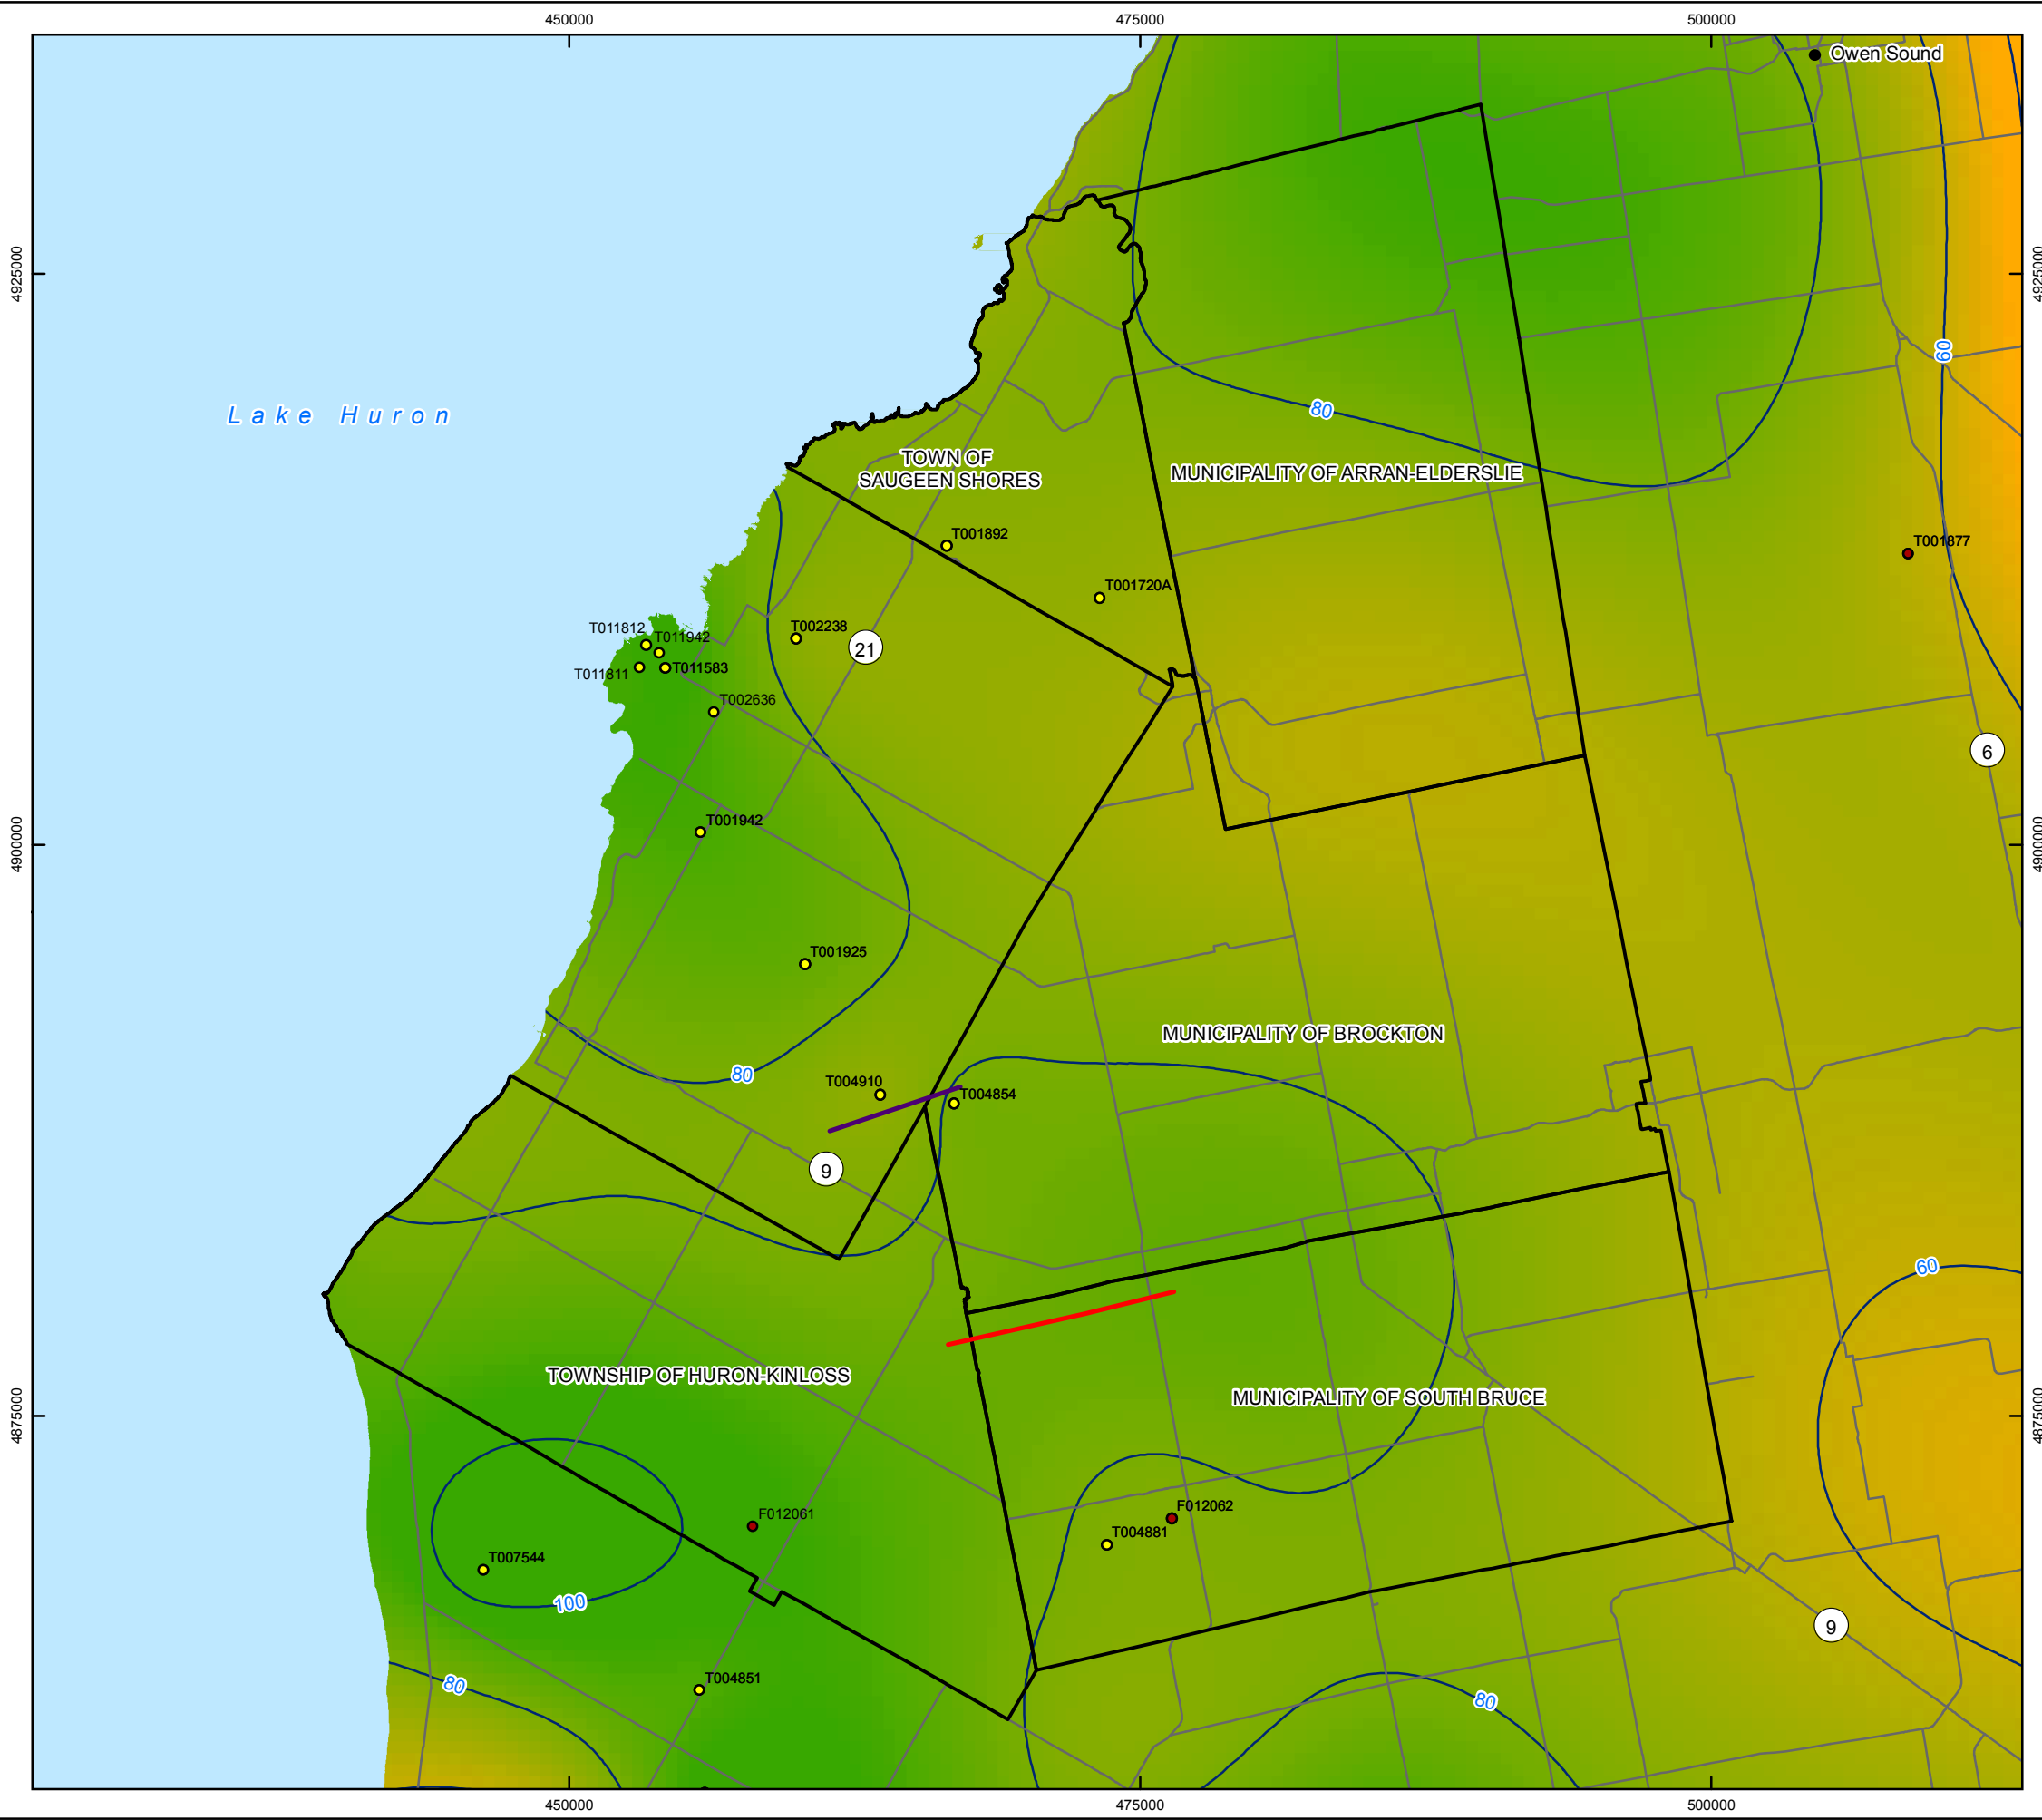 450000
475000
500000
Owen Sound
4925000
4925000
60
Lake Huron
80
TOWN OF
SAUGEEN SHORES
MUNICIPALITY OF ARRAN-ELDERSLIE
T001892
T001877
T001720A
T002238
T011812
T011942
21
T011811
T011583
T002636
6
T001942
4900000
4900000
T001925
MUNICIPALITY OF BROCKTON
80
T004910
T004854
9
60
TOWNSHIP OF HURON-KINLOSS
MUNICIPALITY OF SOUTH BRUCE
4875000
4875000
F012061
F012062
T004881
T007544
100
9
T004851
80
80
450000
475000
500000